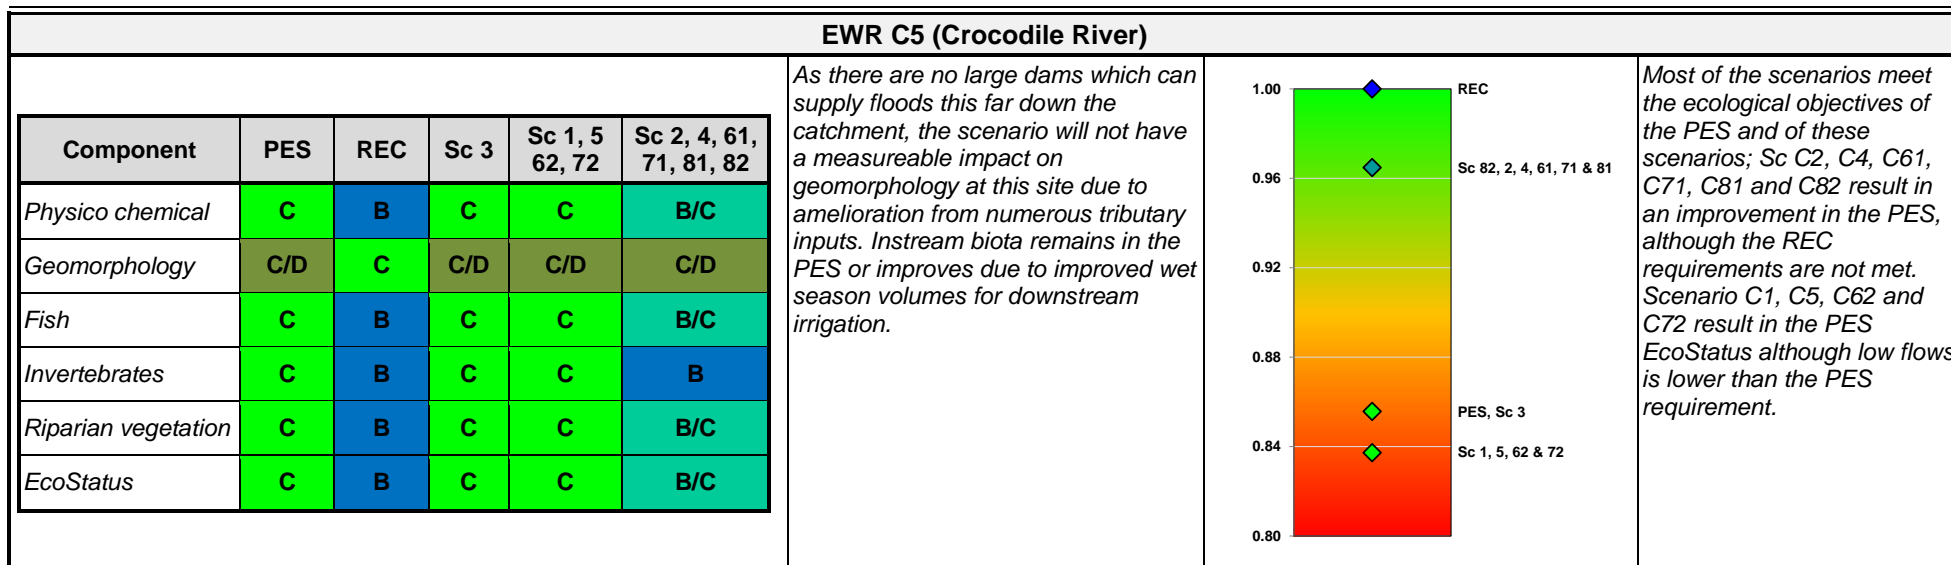 EWR C5 (Crocodile River)
Component PES REC Sc 3 Sc 1, 5 62, 72 Sc 2, 4, 61, 71, 81, 82
Physico chemical C B C C B/C
Geomorphology C/D C C/D C/D C/D
Fish C B C C B/C
Invertebrates C B C C B
Riparian vegetation C B C C B/C
EcoStatus C B C C B/C
As there are no large dams which can
supply floods this far down the
catchment, the scenario will not have
a measureable impact on
geomorphology at this site due to
amelioration from numerous tributary
inputs. Instream biota remains in the
PES or improves due to improved wet
season volumes for downstream
irrigation.
1.00 REC
0.96 Sc 82, 2, 4, 61, 71 & 81
0.92
0.88
PES, Sc 3
0.84 Sc 1, 5, 62 & 72
0.80
Most of the scenarios meet
the ecological objectives of
the PES and of these
scenarios; Sc C2, C4, C61,
C71, C81 and C82 result in
an improvement in the PES,
although the REC
requirements are not met.
Scenario C1, C5, C62 and
C72 result in the PES
EcoStatus although low flows
is lower than the PES
requirement.